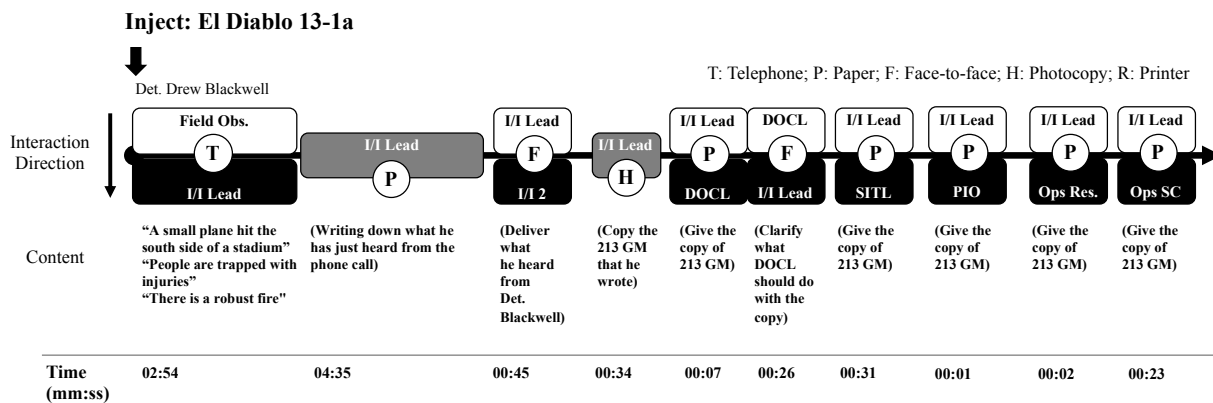 Inject: El Diablo 13-1a
Det. Drew Blackwell
T: Telephone; P: Paper; F: Face-to-face; H: Photocopy; R: Printer
Interaction
Direction
Field Obs.
T
I/I Lead
I/I Lead
P
I/I Lead
F
I/I 2
I/I Lead
H
I/I Lead
P
DOCL
DOCL
F
I/I Lead
I/I Lead
P
SITL
I/I Lead
P
PIO
I/I Lead
P
Ops Res.
I/I Lead
P
Ops SC
Content
“A small plane hit the
south side of a stadium”
“People are trapped with
injuries”
“There is a robust fire"
(Writing down what he
has just heard from the
phone call)
(Deliver
what
he heard
from
Det.
Blackwell)
(Copy the
213 GM
that he
wrote)
(Give the
copy of
213 GM)
(Clarify
what
DOCL
should do
with the
copy)
(Give the
copy of
213 GM)
(Give the
copy of
213 GM)
(Give the
copy of
213 GM)
(Give the
copy of
213 GM)
Time
(mm:ss)
02:54
04:35
00:45
00:34
00:07
00:26
00:31
00:01
00:02
00:23